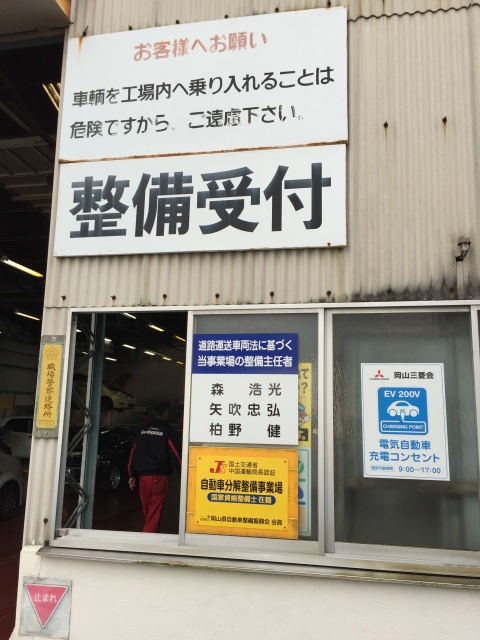 お客様へお願い
車輌を工場内へ乗り入れることは
危険ですから、ご遠慮下さい。
整備受付
道路運送車両法に基づく
当事業場の整備主任者
森 浩光
矢吹忠弘
柏野 健
国土交通省
中国運輸局長認証
自動車分解整備事業場
国家資格整備士在籍
岡山県自動車整備振興会 会員
岡山三菱会
EV 200V
CHARGING POINT
電気自動車
充電コンセント
9:00~17:00
職場警察連絡所
止まれ